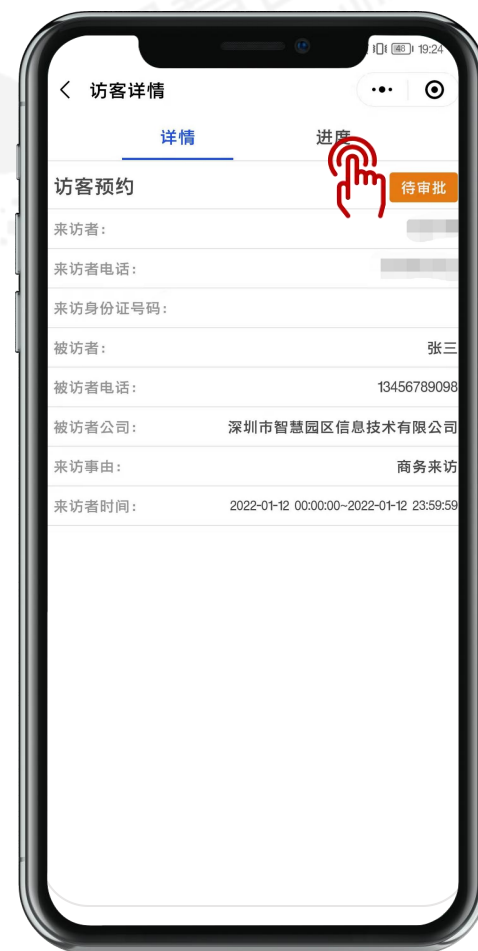 48 19:24
访客详情
详情 进度
访客预约 待审批
来访者:
来访者电话:
来访身份证号码:
被访者: 张三
被访者电话: 13456789098
被访者公司: 深圳市智慧园区信息技术有限公司
来访事由: 商务来访
来访者时间: 2022-01-12 00:00:00~2022-01-12 23:59:59